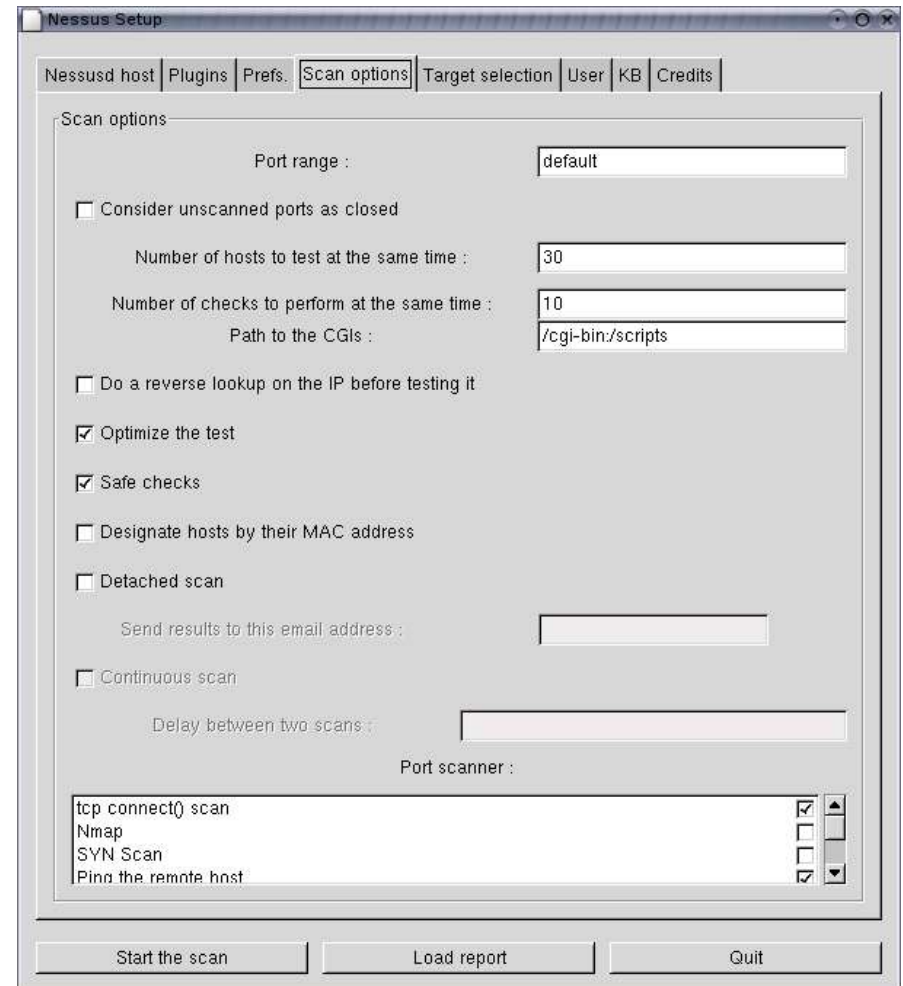 Nessus Setup
Nessusd host Plugins Prefs. Scan options Target selection User KB Credits
Scan options
Port range : default
Consider unscanned ports as closed
Number of hosts to test at the same time : 30
Number of checks to perform at the same time : 10
Path to the CGIs : /cgi-bin:/scripts
Do a reverse lookup on the IP before testing it
Optimize the test
Safe checks
Designate hosts by their MAC address
Detached scan
Send results to this email address :
Continuous scan
Delay between two scans :
Port scanner :
tcp connect() scan
Nmap
SYN Scan
Ping the remote host
Start the scan Load report Quit